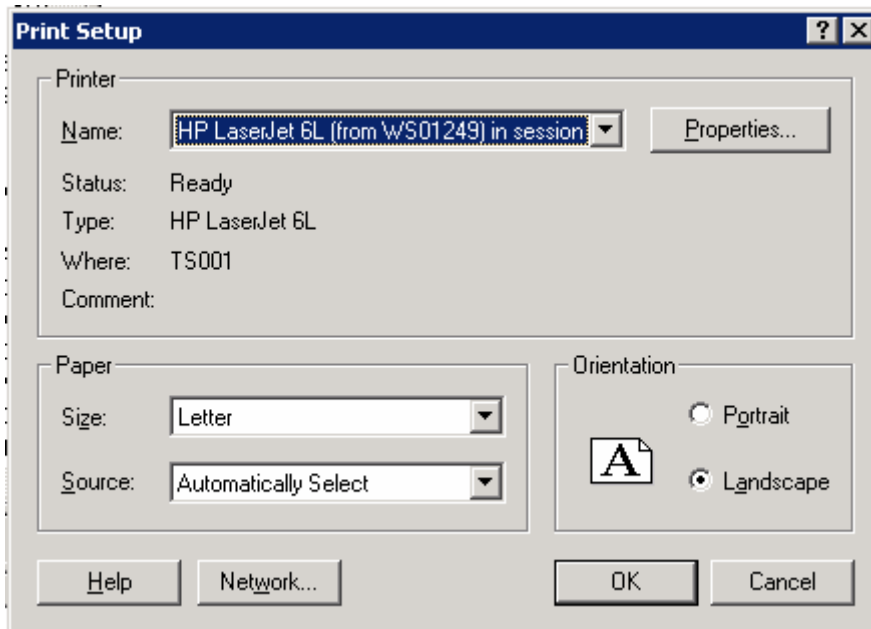 Print Setup
Printer
Name: HP LaserJet 6L (from WS01249) in session Properties...
Status: Ready
Type: HP LaserJet 6L
Where: TS001
Comment:
Paper
Size: Letter
Source: Automatically Select
Orientation
A
Portrait
Landscape
Help Network... OK Cancel